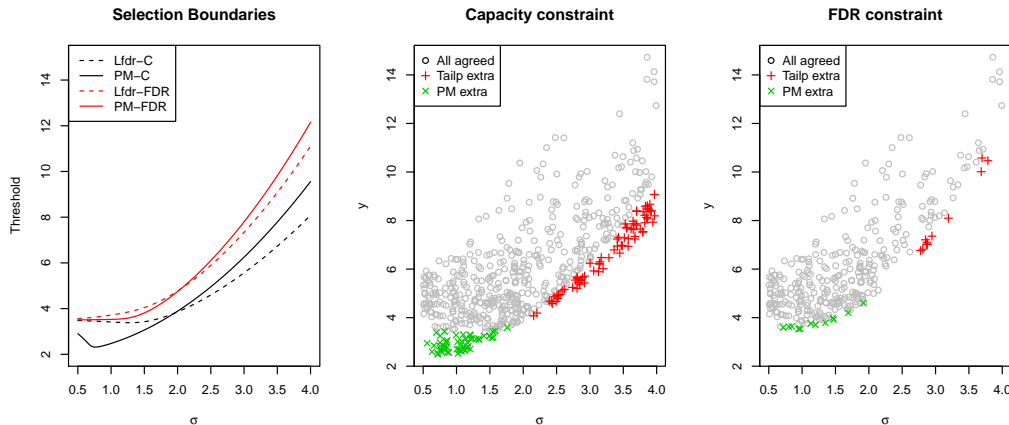 Selection Boundaries
Lfdr−C
PM−C
Lfdr−FDR
PM−FDR
Threshold
14
12
10
8
6
4
2
0.5 1.0 1.5 2.0 2.5 3.0 3.5 4.0
σ
Capacity constraint
All agreed
Tailp extra
PM extra
y
14
12
10
8
6
4
2
0.5 1.0 1.5 2.0 2.5 3.0 3.5 4.0
σ
FDR constraint
All agreed
Tailp extra
PM extra
y
14
12
10
8
6
4
2
0.5 1.0 1.5 2.0 2.5 3.0 3.5 4.0
σ